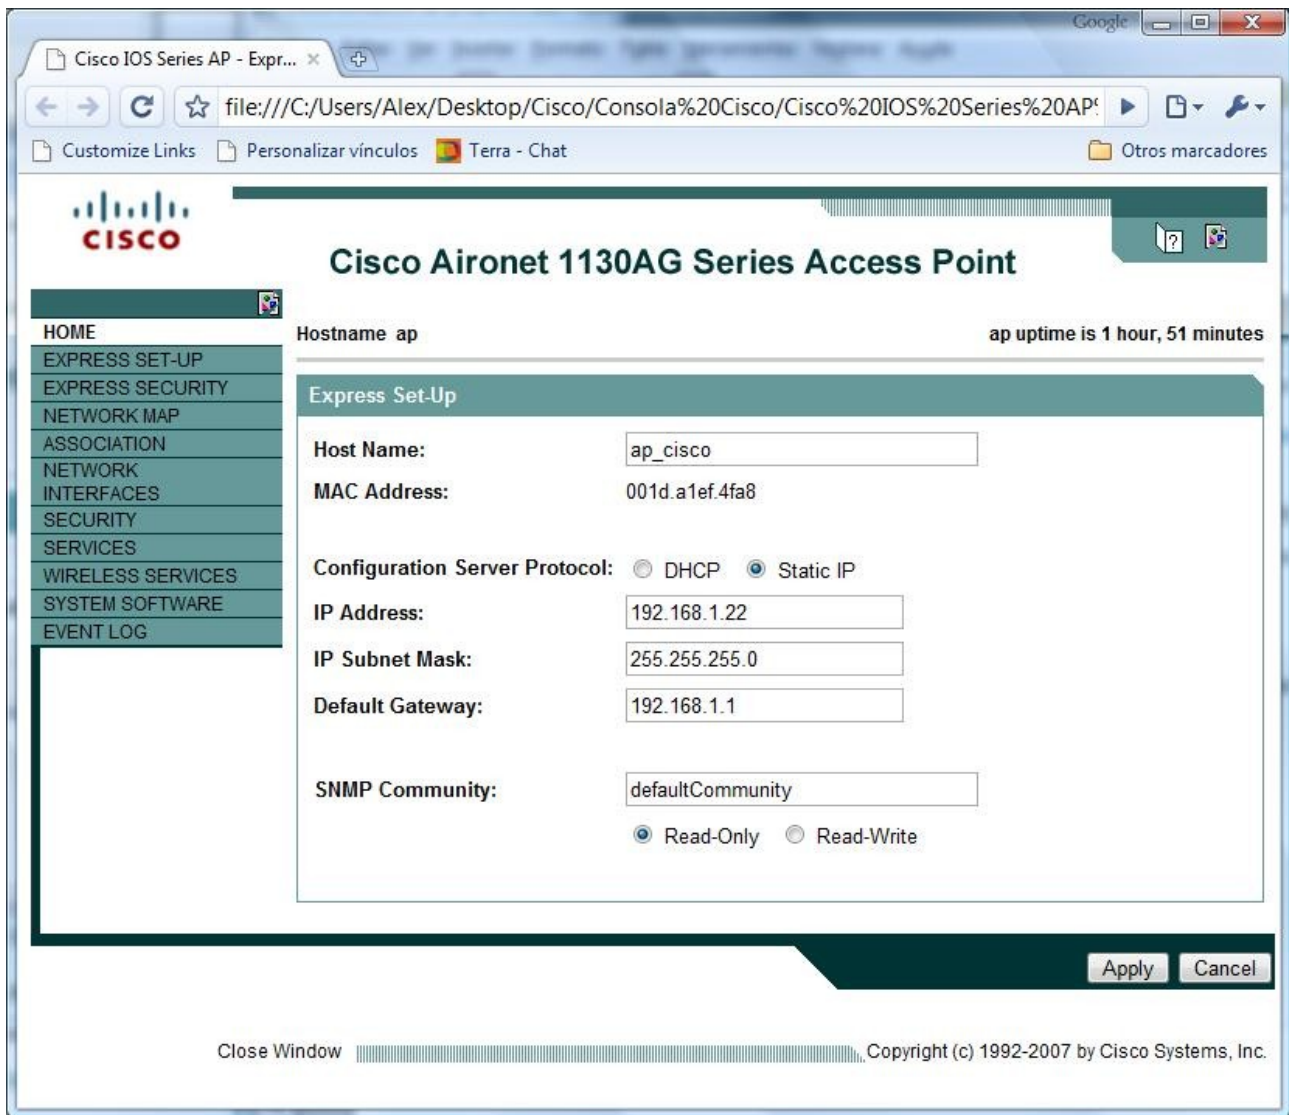 Google
Cisco IOS Series AP - Expr...
file:///C:/Users/Alex/Desktop/Cisco/Consola%20Cisco/Cisco%20IOS%20Series%20AP%
Customize Links Personalizar vínculos Terra - Chat Otros marcadores
CISCO
Cisco Aironet 1130AG Series Access Point
HOME
EXPRESS SET-UP
EXPRESS SECURITY
NETWORK MAP
ASSOCIATION
NETWORK
INTERFACES
SECURITY
SERVICES
WIRELESS SERVICES
SYSTEM SOFTWARE
EVENT LOG
Hostname ap ap uptime is 1 hour, 51 minutes
Express Set-Up
Host Name: ap_cisco
MAC Address: 001d.a1ef.4fa8
Configuration Server Protocol: DHCP Static IP
IP Address: 192.168.1.22
IP Subnet Mask: 255.255.255.0
Default Gateway: 192.168.1.1
SNMP Community: defaultCommunity
Read-Only Read-Write
Apply Cancel
Close Window Copyright (c) 1992-2007 by Cisco Systems, Inc.